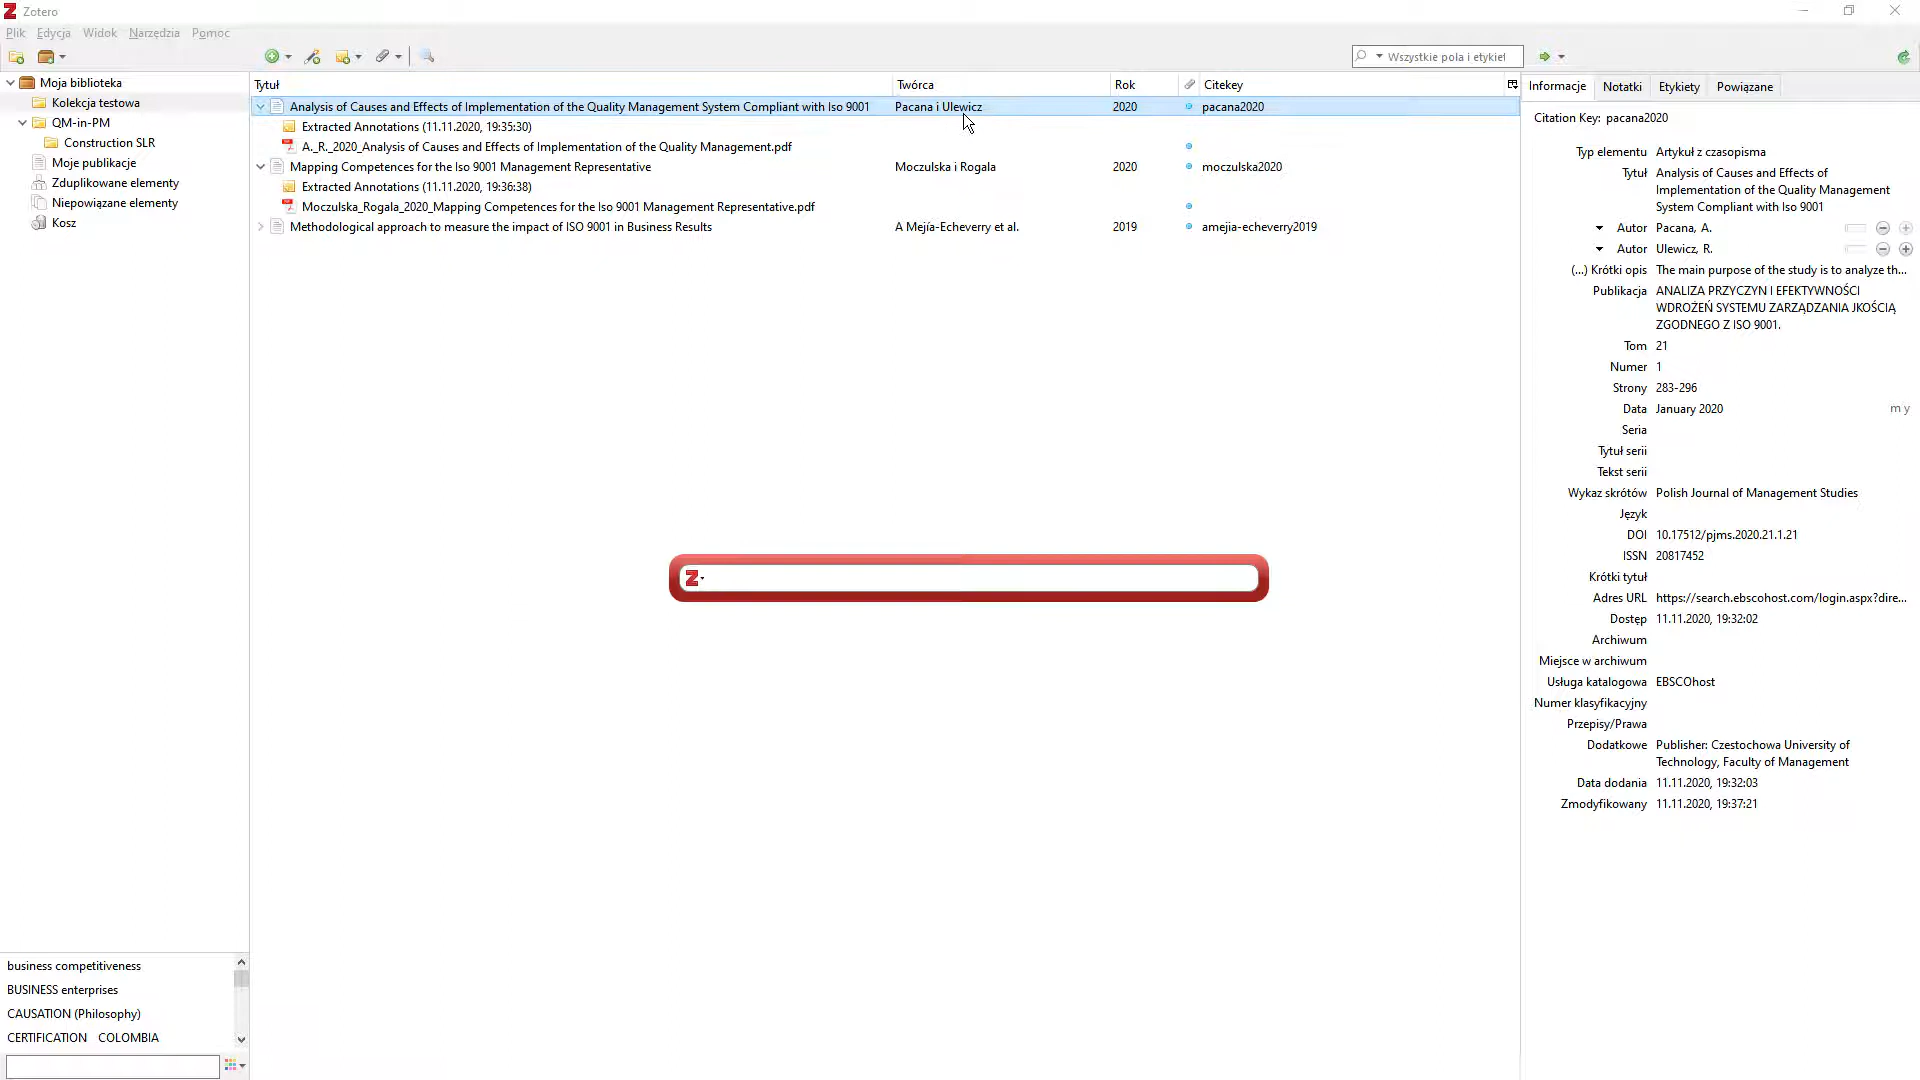 Zotero
Plik Edycja Widok Narzędzia Pomoc
Wszystkie pola i etykiet
Moja biblioteka
Kolekcja testowa
QM-in-PM
Construction SLR
Moje publikacje
Zduplikowane elementy
Niepowiązane elementy
Kosz
Tytuł Twórca Rok Citekey
Analysis of Causes and Effects of Implementation of the Quality Management System Compliant with Iso 9001 Pacana i Ulewicz 2020 pacana2020
Extracted Annotations (11.11.2020, 19:35:30)
A._R._2020_Analysis of Causes and Effects of Implementation of the Quality Management.pdf
Mapping Competences for the Iso 9001 Management Representative Moczulska i Rogala 2020 moczulska2020
Extracted Annotations (11.11.2020, 19:36:38)
Moczulska_Rogala_2020_Mapping Competences for the Iso 9001 Management Representative.pdf
Methodological approach to measure the impact of ISO 9001 in Business Results A Mejía-Echeverry et al. 2019 amejia-echeverry2019
Z
Informacje Notatki Etykiety Powiązane
Citation Key: pacana2020
Typ elementu Artykuł z czasopisma
Tytuł Analysis of Causes and Effects of
Implementation of the Quality Management
System Compliant with Iso 9001
Autor Pacana, A.
Autor Ulewicz, R.
(...) Krótki opis The main purpose of the study is to analyze th...
Publikacja ANALIZA PRZYCZYN I EFEKTYWNOŚCI
WDROŻEŃ SYSTEMU ZARZĄDZANIA JKOŚCIĄ
ZGODNEGO Z ISO 9001.
Tom 21
Numer 1
Strony 283-296
Data January 2020 m y
Seria
Tytuł serii
Tekst serii
Wykaz skrótów Polish Journal of Management Studies
Język
DOI 10.17512/pjms.2020.21.1.21
ISSN 20817452
Krótki tytuł
Adres URL https://search.ebscohost.com/login.aspx?dire...
Dostęp 11.11.2020, 19:32:02
Archiwum
Miejsce w archiwum
Usługa katalogowa EBSCOhost
Numer klasyfikacyjny
Przepisy/Prawa
Dodatkowe Publisher: Czestochowa University of
Technology, Faculty of Management
Data dodania 11.11.2020, 19:32:03
Zmodyfikowany 11.11.2020, 19:37:21
business competitiveness
BUSINESS enterprises
CAUSATION (Philosophy)
CERTIFICATION COLOMBIA